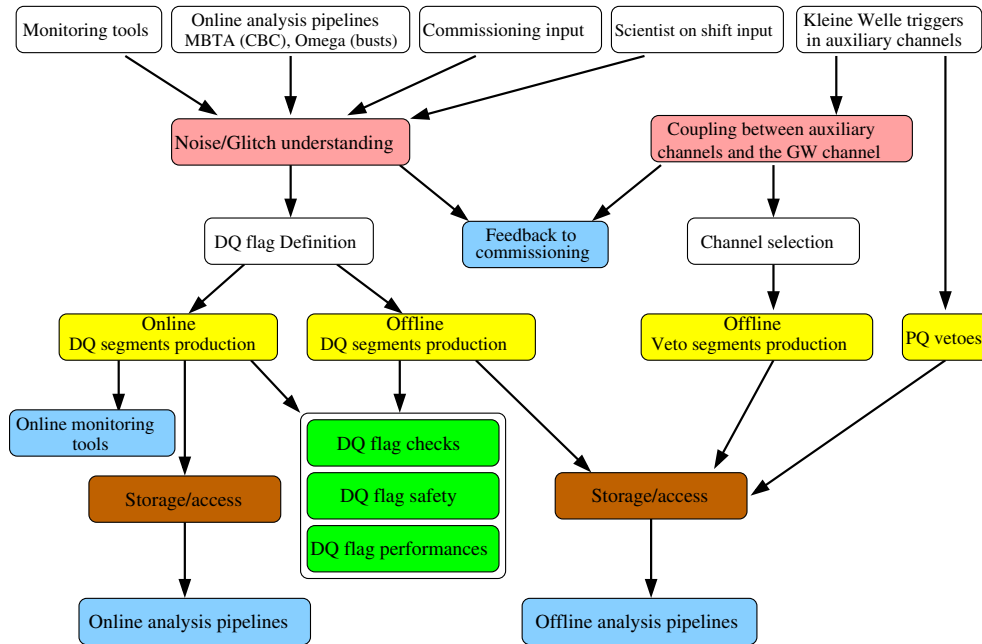 Monitoring tools
Online analysis pipelines
MBTA (CBC), Omega (busts)
Commissioning input
Scientist on shift input
Kleine Welle triggers
in auxiliary channels
Noise/Glitch understanding
Coupling between auxiliary
channels and the GW channel
DQ flag Definition
Feedback to
commissioning
Channel selection
Online
DQ segments production
Offline
DQ segments production
Offline
Veto segments production
PQ vetoes
Online monitoring
tools
DQ flag checks
Storage/access
DQ flag safety
Storage/access
DQ flag performances
Online analysis pipelines
Offline analysis pipelines